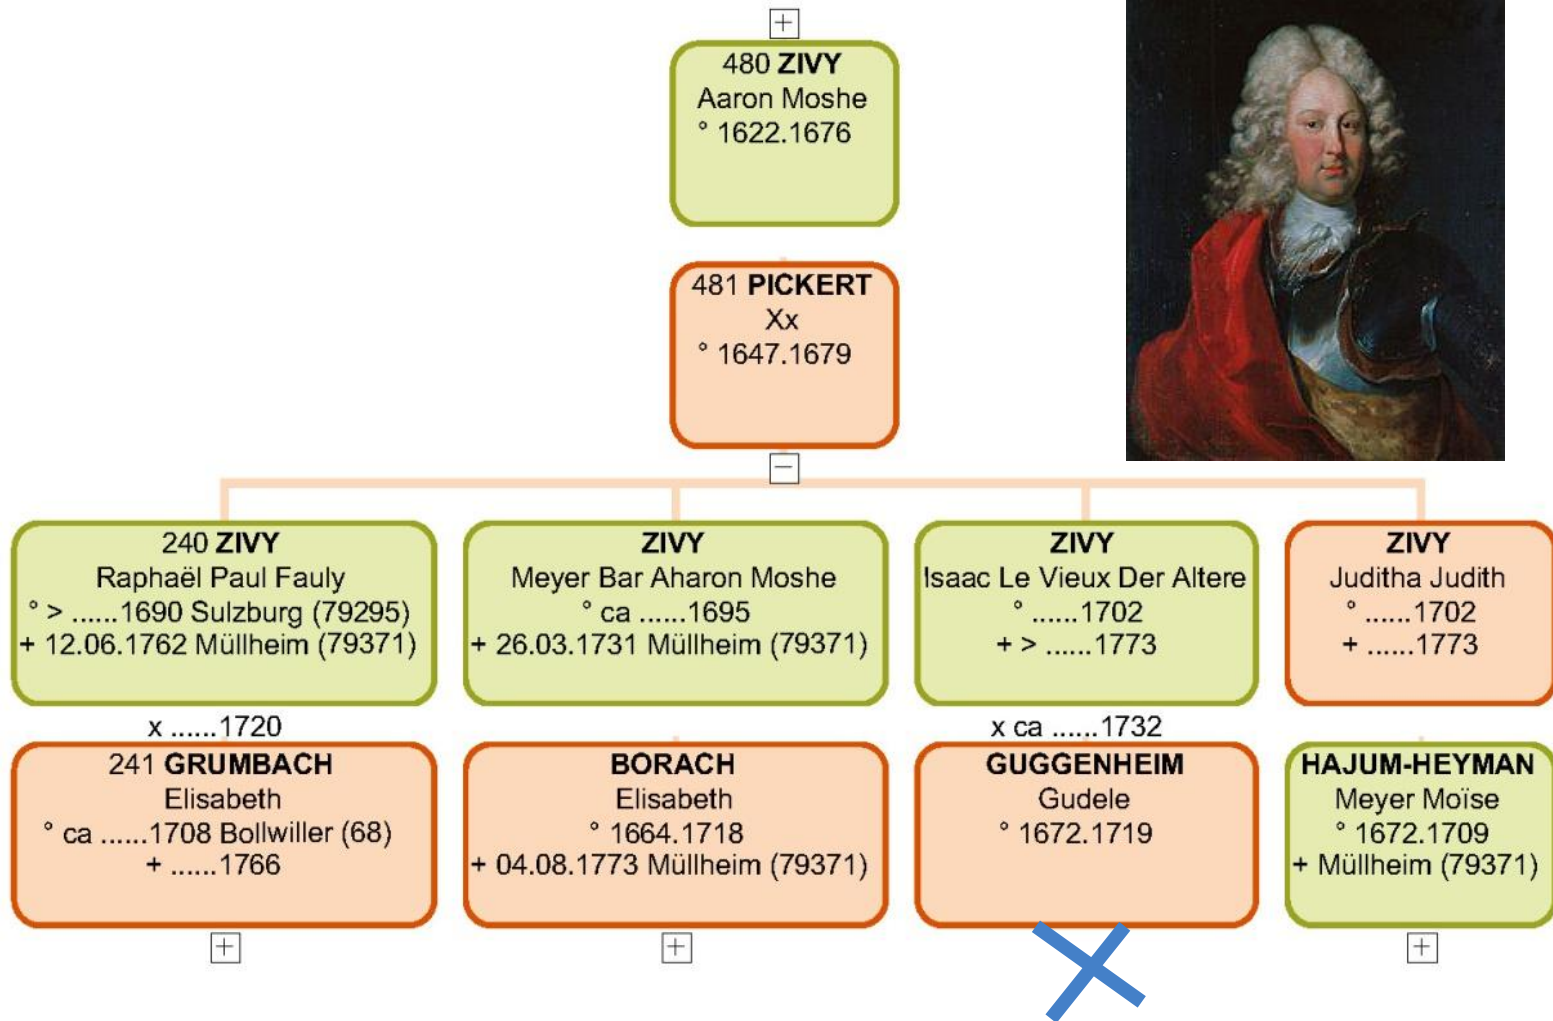 480 ZIVY
Aaron Moshe
° 1622.1676
481 PICKERT
Xx
° 1647.1679
240 ZIVY
Raphaël Paul Fauly
° > ......1690 Sulzburg (79295)
+ 12.06.1762 Müllheim (79371)
x ......1720
241 GRUMBACH
Elisabeth
° ca ......1708 Bollwiller (68)
+ ......1766
ZIVY
Meyer Bar Aharon Moshe
° ca ......1695
+ 26.03.1731 Müllheim (79371)
BORACH
Elisabeth
° 1664.1718
+ 04.08.1773 Müllheim (79371)
ZIVY
Isaac Le Vieux Der Altere
° ......1702
+ > ......1773
x ca ......1732
GUGGENHEIM
Gudele
° 1672.1719
ZIVY
Juditha Judith
° ......1702
+ ......1773
HAJUM-HEYMAN
Meyer Moïse
° 1672.1709
+ Müllheim (79371)